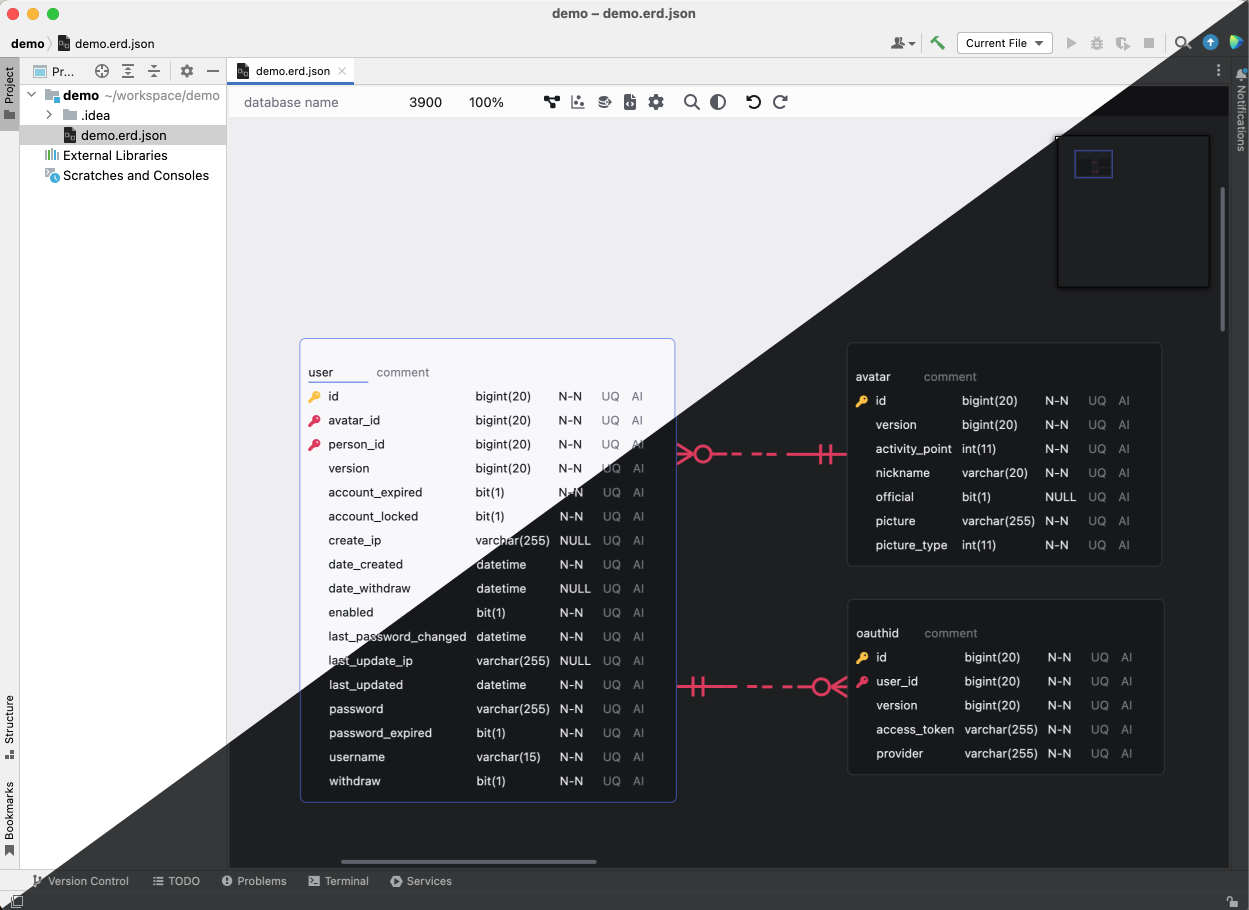 demo – demo.erd.json
demo demo.erd.json Current File
Project
Pr...
demo.erd.json
demo ~/workspace/demo
.idea
demo.erd.json
External Libraries
Scratches and Consoles
Notifications
database name 3900 100%
user comment
id bigint(20) N-N UQ AI
avatar_id bigint(20) N-N UQ AI
person_id bigint(20) N-N UQ AI
version bigint(20) N-N UQ AI
account_expired bit(1) N-N UQ AI
account_locked bit(1) N-N UQ AI
create_ip varchar(255) NULL UQ AI
date_created datetime N-N UQ AI
date_withdraw datetime NULL UQ AI
enabled bit(1) N-N UQ AI
last_password_changed datetime N-N UQ AI
last_update_ip varchar(255) NULL UQ AI
last_updated datetime N-N UQ AI
password varchar(255) N-N UQ AI
password_expired bit(1) N-N UQ AI
username varchar(15) N-N UQ AI
withdraw bit(1) N-N UQ AI
avatar comment
id bigint(20) N-N UQ AI
version bigint(20) N-N UQ AI
activity_point int(11) N-N UQ AI
nickname varchar(20) N-N UQ AI
official bit(1) NULL UQ AI
picture varchar(255) N-N UQ AI
picture_type int(11) N-N UQ AI
oauthid comment
id bigint(20) N-N UQ AI
user_id bigint(20) N-N UQ AI
version bigint(20) N-N UQ AI
access_token varchar(255) N-N UQ AI
provider varchar(255) N-N UQ AI
Structure
Bookmarks
Version Control TODO Problems Terminal Services